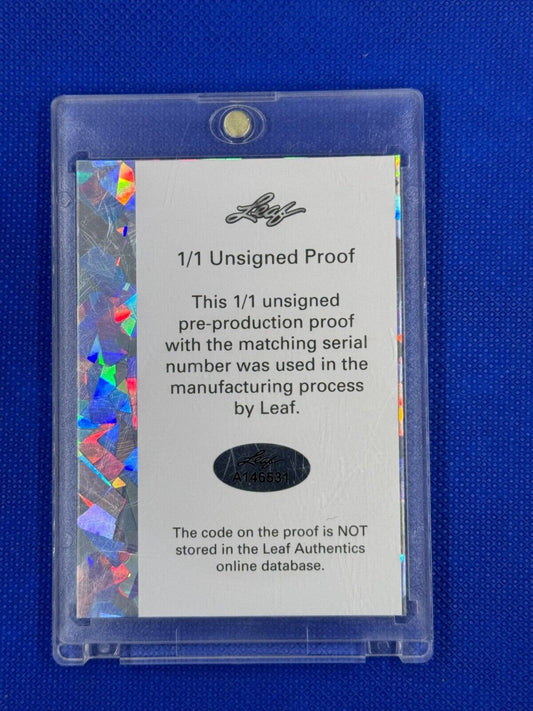 Leaf
1/1 Unsigned Proof
This 1/1 unsigned
pre-production proof
with the matching serial
number was used in the
manufacturing process
by Leaf.
Leaf
A146531
The code on the proof is NOT
stored in the Leaf Authentics
online database.